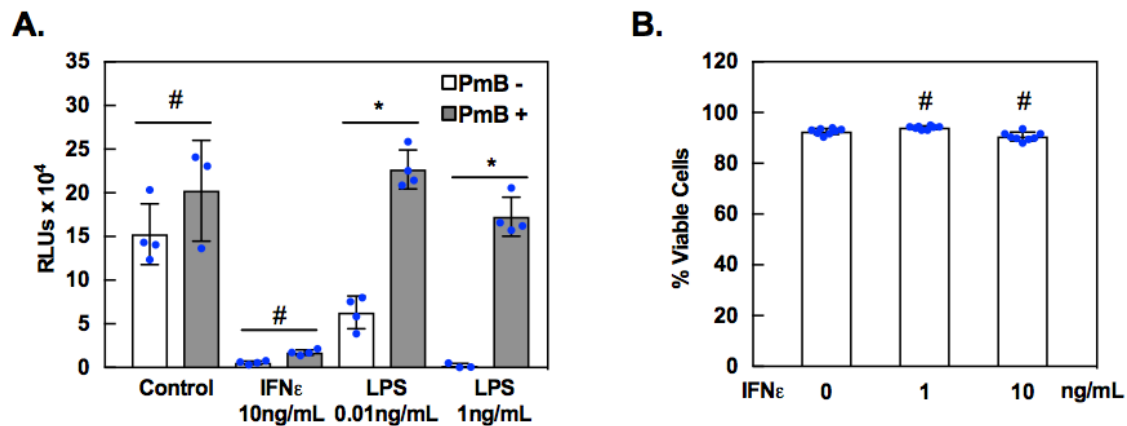 A.
RLUs x 10⁴
35
30
25
20
15
10
5
0
PmB -
PmB +
#
#
*
*
Control
IFNε
10ng/mL
LPS
0.01ng/mL
LPS
1ng/mL
B.
% Viable Cells
120
100
80
60
40
20
0
# #
IFNε 0 1 10 ng/mL